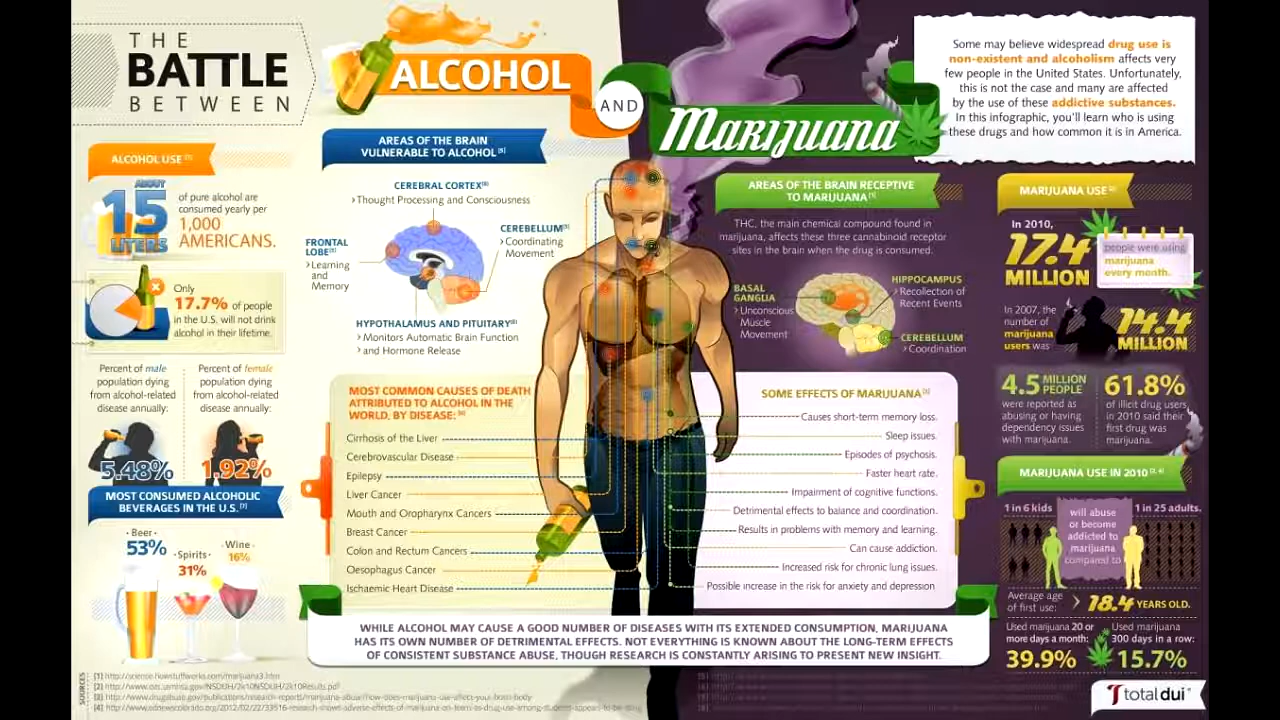 THE
BATTLE
BETWEEN
ALCOHOL
AND
Marijuana
Some may believe widespread drug use is
non-existent and alcoholism affects very
few people in the United States. Unfortunately,
this is not the case and many are affected
by the use of these addictive substances.
In this infographic, you'll learn who is using
these drugs and how common it is in America.
ALCOHOL USE
ABOUT
15
LITERS
of pure alcohol are
consumed yearly per
1,000
AMERICANS.
Only
17.7% of people
in the U.S. will not drink
alcohol in their lifetime.
Percent of male
population dying
from alcohol-related
disease annually:
5.48%
Percent of female
population dying
from alcohol-related
disease annually:
1.92%
MOST CONSUMED ALCOHOLIC
BEVERAGES IN THE U.S.
· Beer ·
53%
· Spirits ·
31%
· Wine ·
16%
AREAS OF THE BRAIN
VULNERABLE TO ALCOHOL
CEREBRAL CORTEX
› Thought Processing and Consciousness
FRONTAL
LOBE
› Learning
and
Memory
CEREBELLUM
› Coordinating
Movement
HYPOTHALAMUS AND PITUITARY
› Monitors Automatic Brain Function
› and Hormone Release
MOST COMMON CAUSES OF DEATH
ATTRIBUTED TO ALCOHOL IN THE
WORLD, BY DISEASE:
Cirrhosis of the Liver
Cerebrovascular Disease
Epilepsy
Liver Cancer
Mouth and Oropharynx Cancers
Breast Cancer
Colon and Rectum Cancers
Oesophagus Cancer
Ischaemic Heart Disease
AREAS OF THE BRAIN RECEPTIVE
TO MARIJUANA
THC, the main chemical compound found in
marijuana, affects these three cannabinoid receptor
sites in the brain when the drug is consumed.
BASAL
GANGLIA
› Unconscious
Muscle
Movement
HIPPOCAMPUS
› Recollection of
Recent Events
CEREBELLUM
› Coordination
SOME EFFECTS OF MARIJUANA
Causes short-term memory loss.
Sleep issues.
Episodes of psychosis.
Faster heart rate.
Impairment of cognitive functions.
Detrimental effects to balance and coordination.
Results in problems with memory and learning.
Can cause addiction.
Increased risk for chronic lung issues.
Possible increase in the risk for anxiety and depression
MARIJUANA USE
In 2010,
17.4
MILLION
people were using
marijuana
every month.
In 2007, the
number of
marijuana
users was
14.4
MILLION
4.5 MILLION
PEOPLE
were reported as
abusing or having
dependency issues
with marijuana.
61.8%
of illicit drug users
in 2010 said their
first drug was
marijuana.
MARIJUANA USE IN 2010
1 in 6 kids
will abuse
or become
addicted to
marijuana
compared to
1 in 25 adults.
Average age
of first use: › 18.4 YEARS OLD.
Used marijuana 20 or
more days a month:
39.9%
Used marijuana
300 days in a row:
15.7%
WHILE ALCOHOL MAY CAUSE A GOOD NUMBER OF DISEASES WITH ITS EXTENDED CONSUMPTION, MARIJUANA
HAS ITS OWN NUMBER OF DETRIMENTAL EFFECTS. NOT EVERYTHING IS KNOWN ABOUT THE LONG-TERM EFFECTS
OF CONSISTENT SUBSTANCE ABUSE, THOUGH RESEARCH IS CONSTANTLY ARISING TO PRESENT NEW INSIGHT.
SOURCES
[1] http://science.howstuffworks.com/marijuana3.htm
[2]
[3]
[4]
totaldui